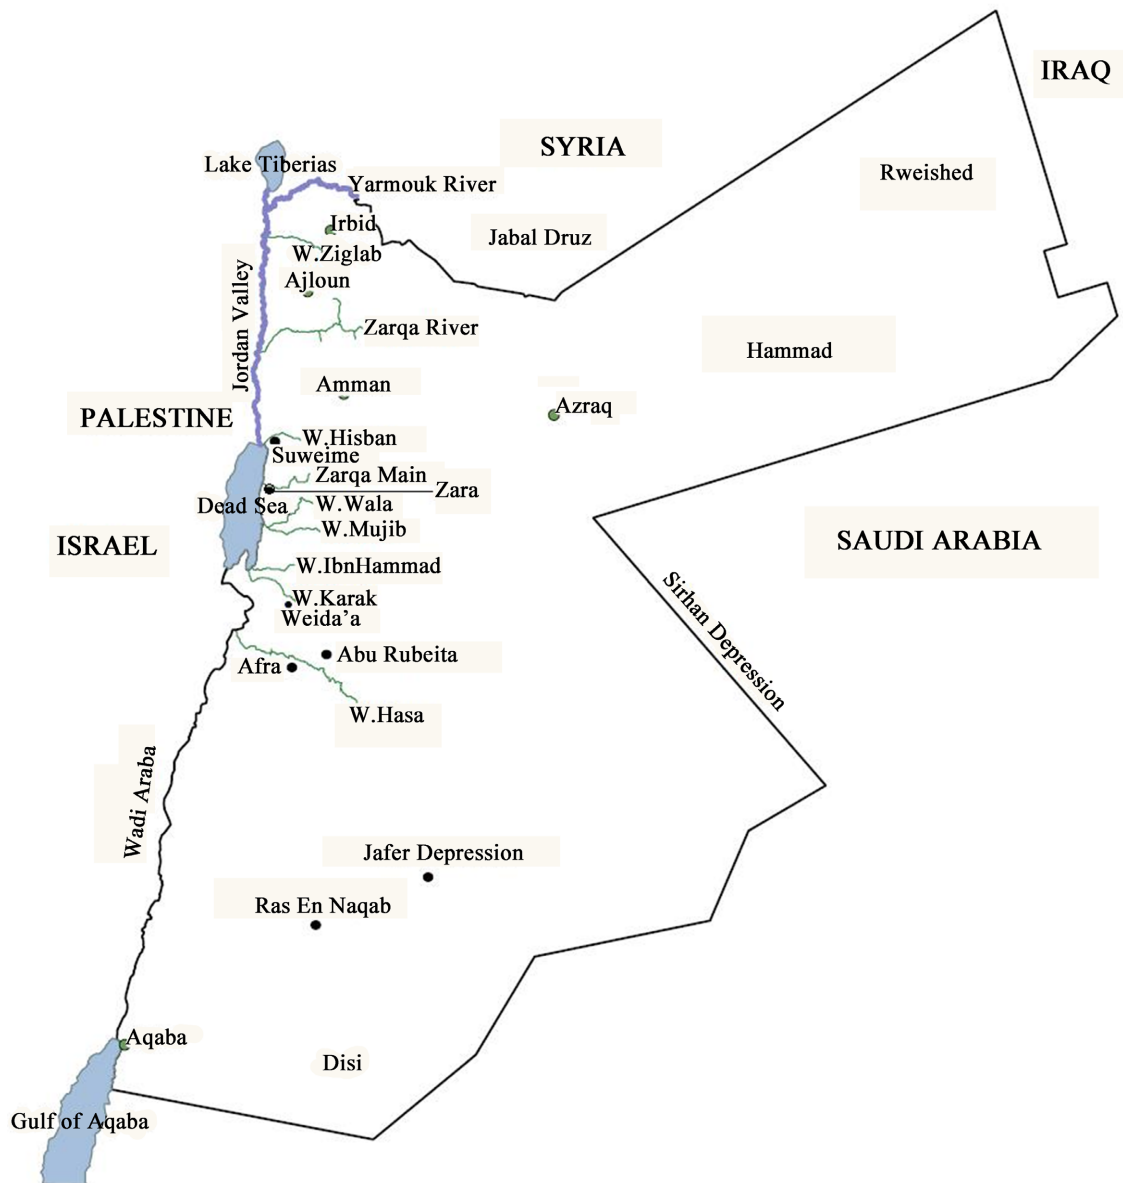 IRAQ
SYRIA
Lake Tiberias
Rweished
Yarmouk River
Irbid
Jabal Druz
W.Ziglab
Ajloun
Jordan Valley
Zarqa River
Hammad
Amman
Azraq
PALESTINE
W.Hisban
Suweime
Zarqa Main
Zara
Dead Sea
W.Wala
W.Mujib
ISRAEL
SAUDI ARABIA
W.IbnHammad
W.Karak
Weida’a
Sirhan Depression
Abu Rubeita
Afra
W.Hasa
Wadi Araba
Jafer Depression
Ras En Naqab
Aqaba
Disi
Gulf of Aqaba